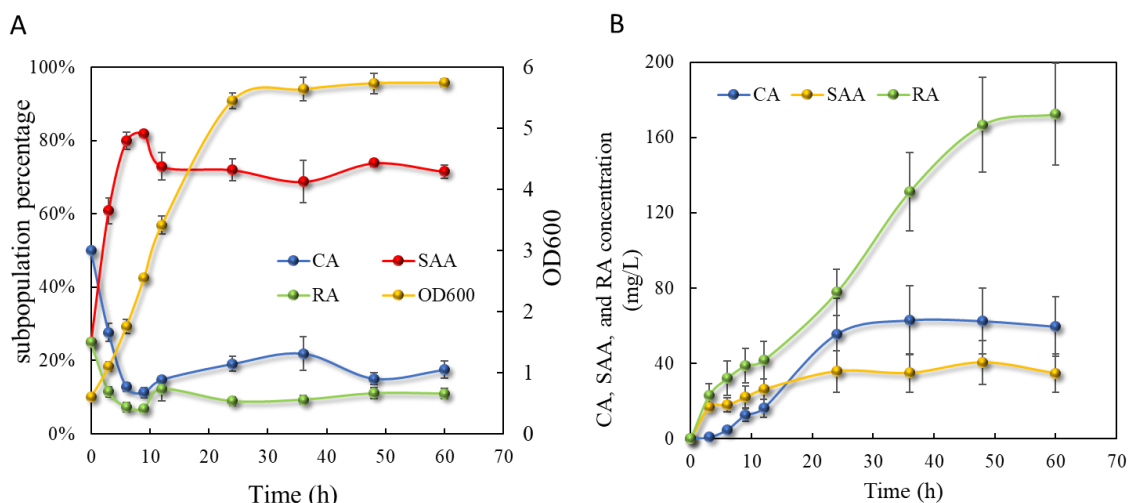 A
100%
80%
60%
40%
20%
0%
subpopulation percentage
6
5
4
3
2
1
0
OD600
CA
SAA
RA
OD600
0
10
20
30
40
50
60
70
Time (h)
B
200
160
120
80
40
0
CA, SAA, and RA concentration
(mg/L)
CA
SAA
RA
0
10
20
30
40
50
60
70
Time (h)